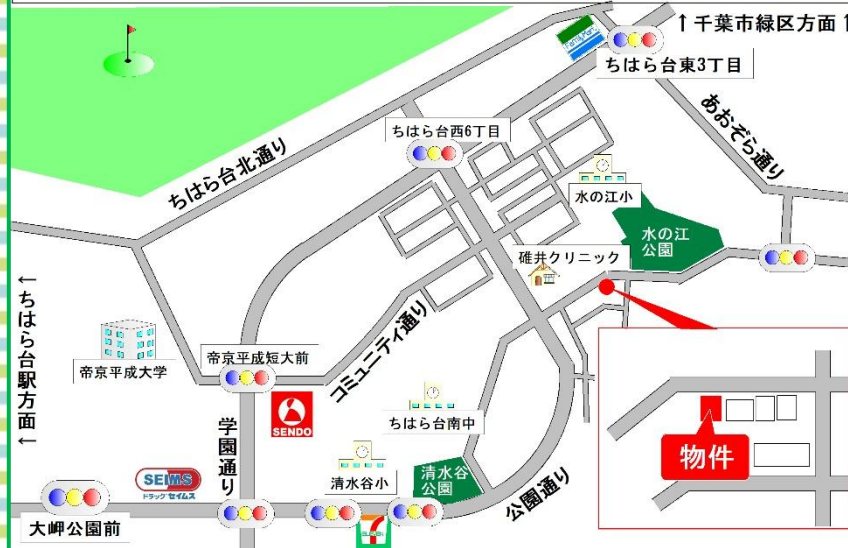 ↑千葉市緑区方面↑
FamilyMart
ちはら台東3丁目
あおぞら通り
ちはら台西6丁目
ちはら台北通り
水の江小
水の江
公園
碓井クリニック
←ちはら台駅方面←
帝京平成大学
帝京平成短大前
コミュニティ通り
SENDO
ちはら台南中
学園通り
清水谷小
清水谷
公園
公園通り
物件
SEIMS
ドラッグセイムス
大岬公園前
7
ELEVEN